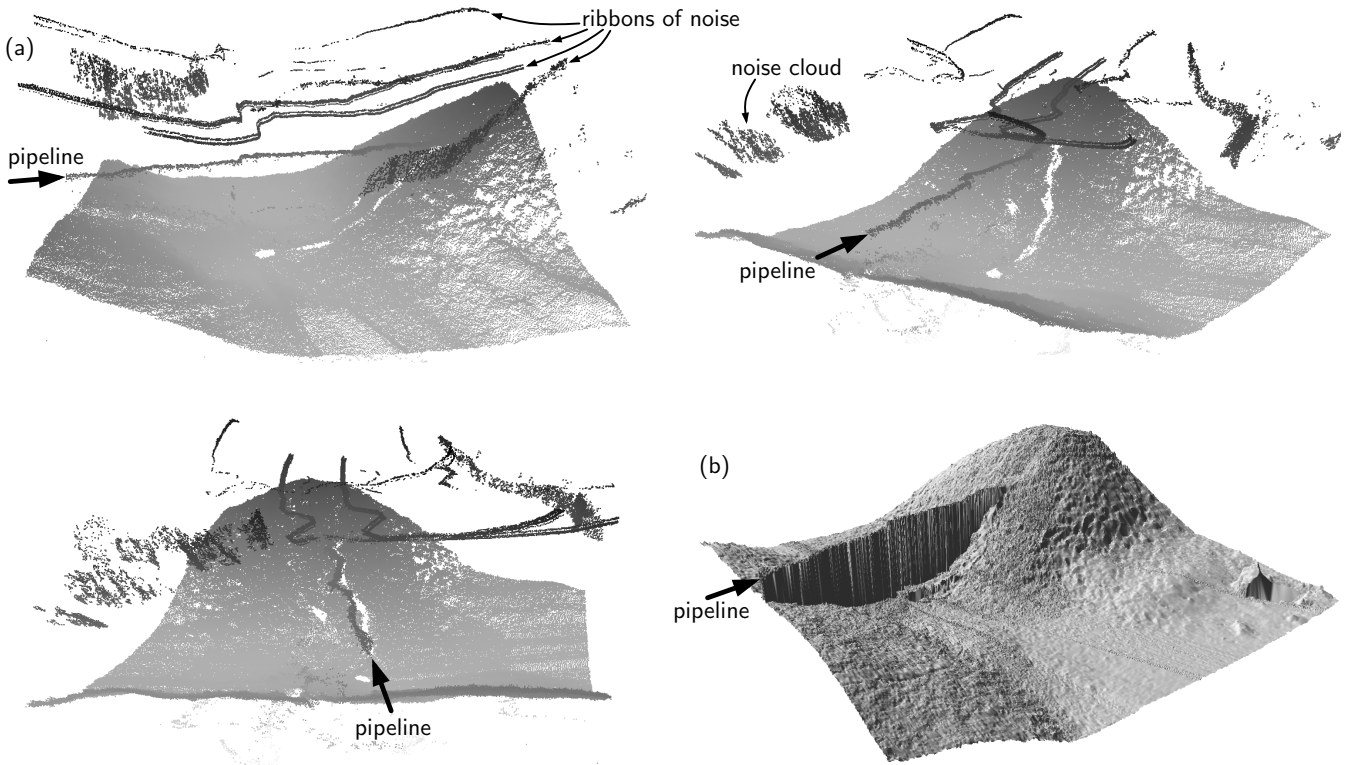 (a)
ribbons of noise
pipeline
noise cloud
pipeline
pipeline
(b)
pipeline